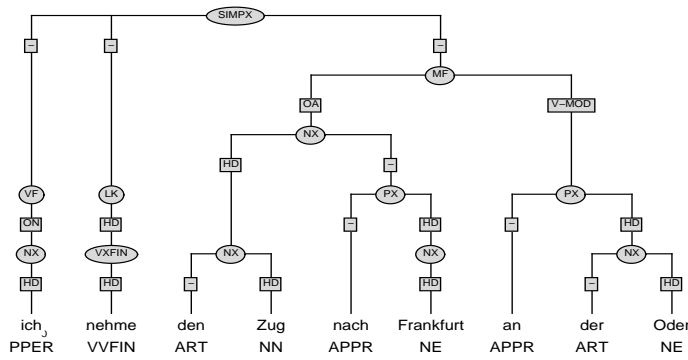 SIMPX
– – –
MF
OA V–MOD
NX
HD –
VF LK PX PX
ON HD – HD – HD
NX VXFIN NX NX NX
HD HD – HD HD – HD
ich nehme den Zug nach Frankfurt an der Oder
PPER VVFIN ART NN APPR NE APPR ART NE